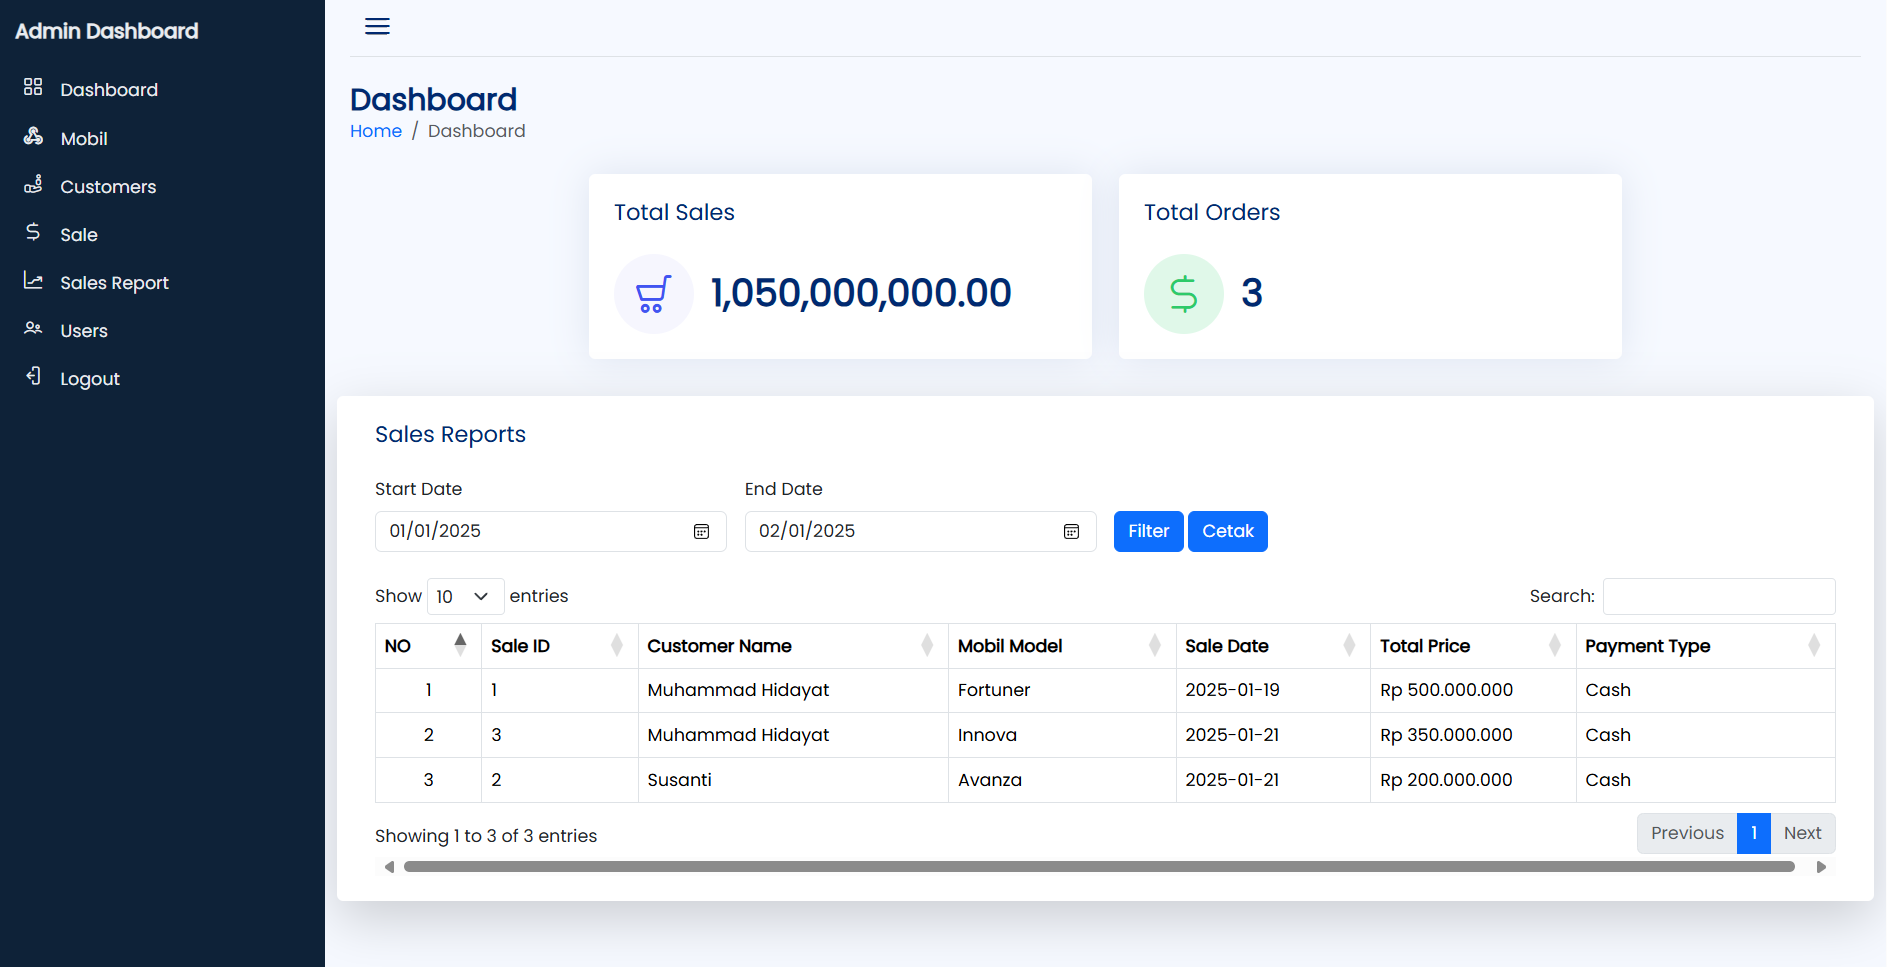 Admin Dashboard
Dashboard
Mobil
Customers
Sale
Sales Report
Users
Logout
Dashboard
Home / Dashboard
Total Sales
1,050,000,000.00
Total Orders
3
Sales Reports
Start Date End Date
01/01/2025 02/01/2025 Filter Cetak
Show 10 entries Search:
NO Sale ID Customer Name Mobil Model Sale Date Total Price Payment Type
1 1 Muhammad Hidayat Fortuner 2025-01-19 Rp 500.000.000 Cash
2 3 Muhammad Hidayat Innova 2025-01-21 Rp 350.000.000 Cash
3 2 Susanti Avanza 2025-01-21 Rp 200.000.000 Cash
Showing 1 to 3 of 3 entries Previous 1 Next